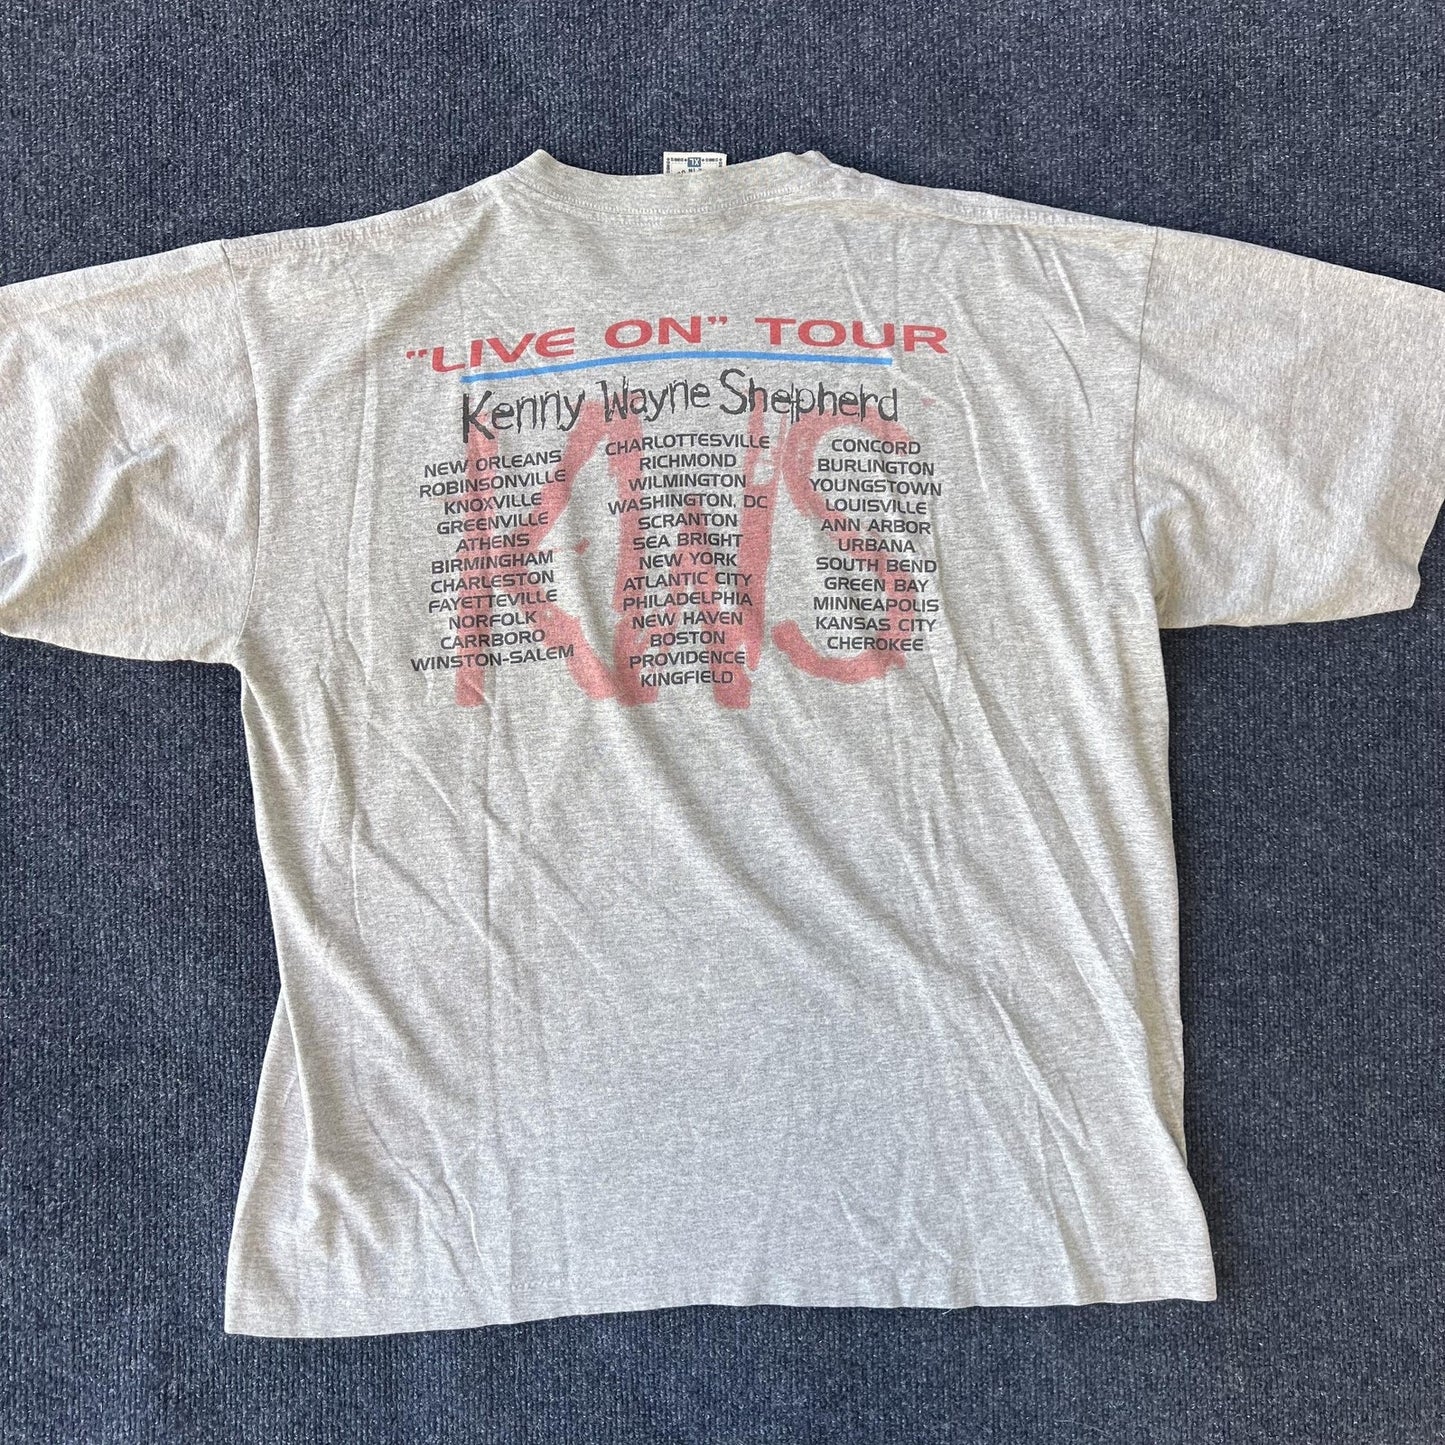 XL
"LIVE ON" TOUR
Kenny Wayne Shepherd
KWS
NEW ORLEANS
ROBINSONVILLE
KNOXVILLE
GREENVILLE
ATHENS
BIRMINGHAM
CHARLESTON
FAYETTEVILLE
NORFOLK
CARRBORO
WINSTON-SALEM
CHARLOTTESVILLE
RICHMOND
WILMINGTON
WASHINGTON, DC
SCRANTON
SEA BRIGHT
NEW YORK
ATLANTIC CITY
PHILADELPHIA
NEW HAVEN
BOSTON
PROVIDENCE
KINGFIELD
CONCORD
BURLINGTON
YOUNGSTOWN
LOUISVILLE
ANN ARBOR
URBANA
SOUTH BEND
GREEN BAY
MINNEAPOLIS
KANSAS CITY
CHEROKEE